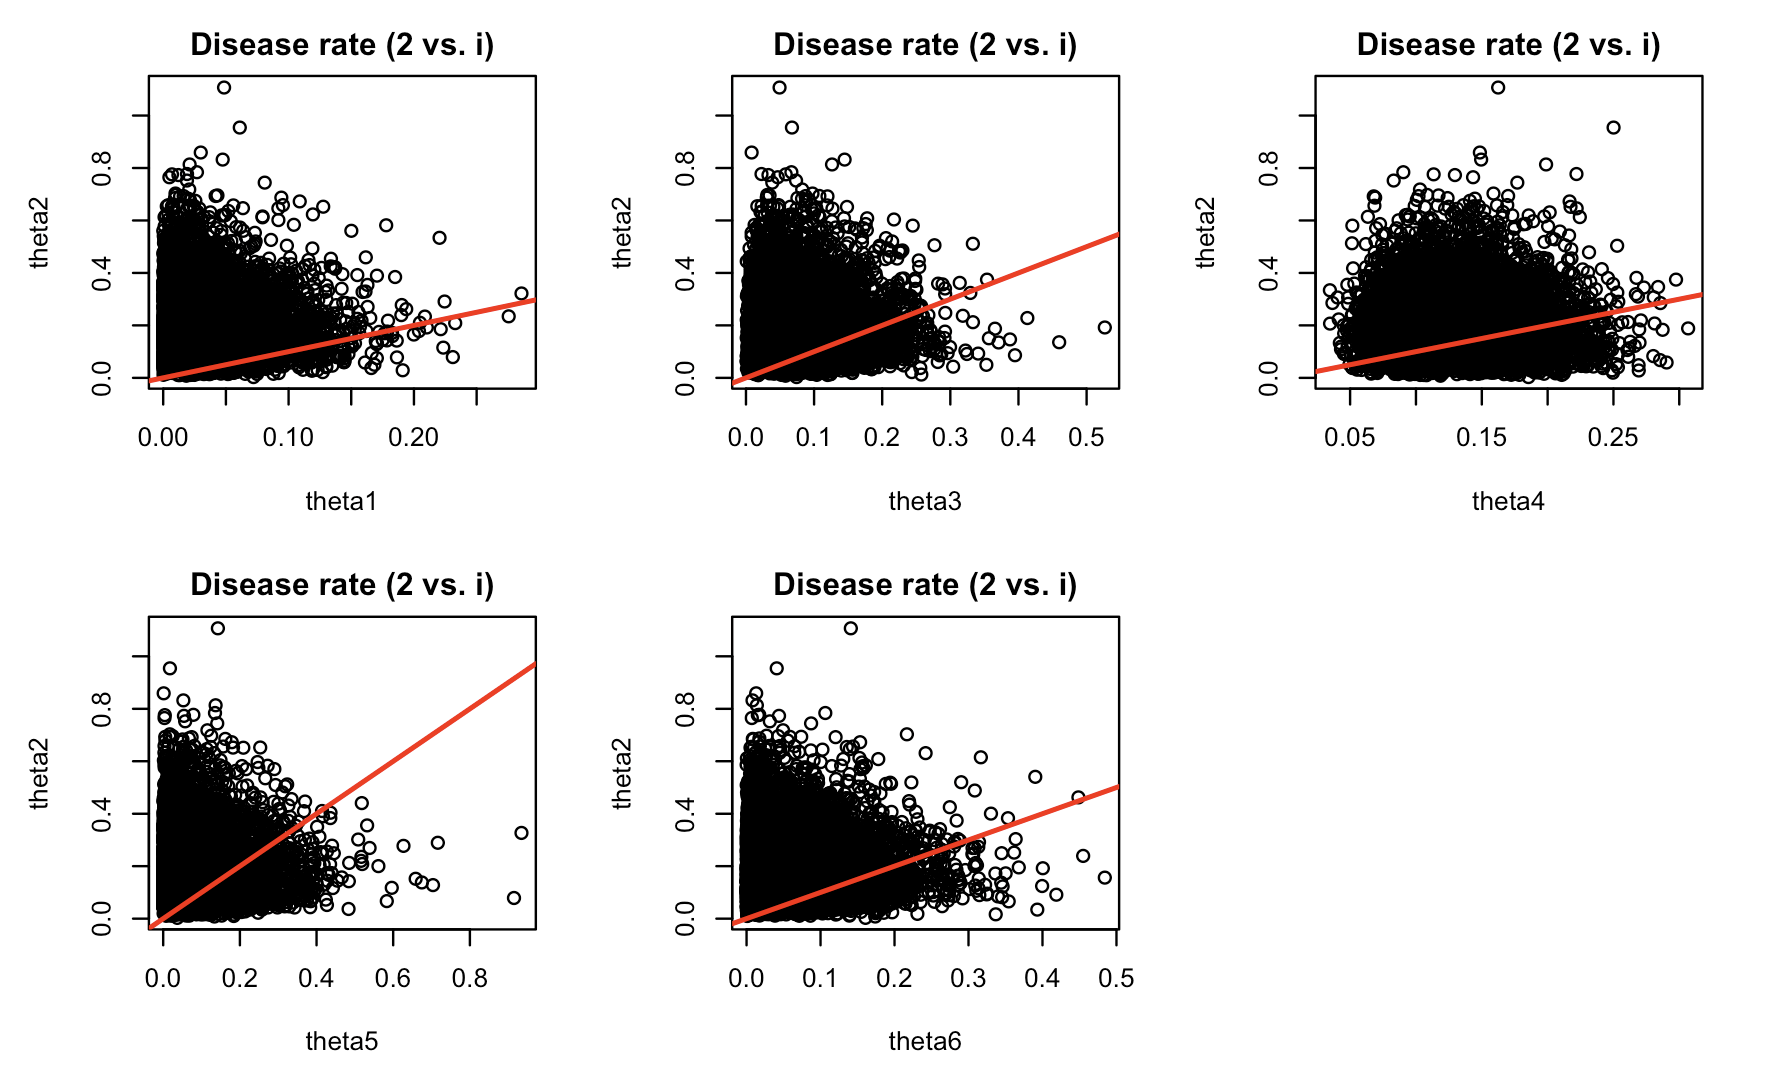 Disease rate (2 vs. i)
theta2
0.0 0.4 0.8
0.00 0.10 0.20
theta1
Disease rate (2 vs. i)
theta2
0.0 0.4 0.8
0.0 0.1 0.2 0.3 0.4 0.5
theta3
Disease rate (2 vs. i)
theta2
0.0 0.4 0.8
0.05 0.15 0.25
theta4
Disease rate (2 vs. i)
theta2
0.0 0.4 0.8
0.0 0.2 0.4 0.6 0.8
theta5
Disease rate (2 vs. i)
theta2
0.0 0.4 0.8
0.0 0.1 0.2 0.3 0.4 0.5
theta6